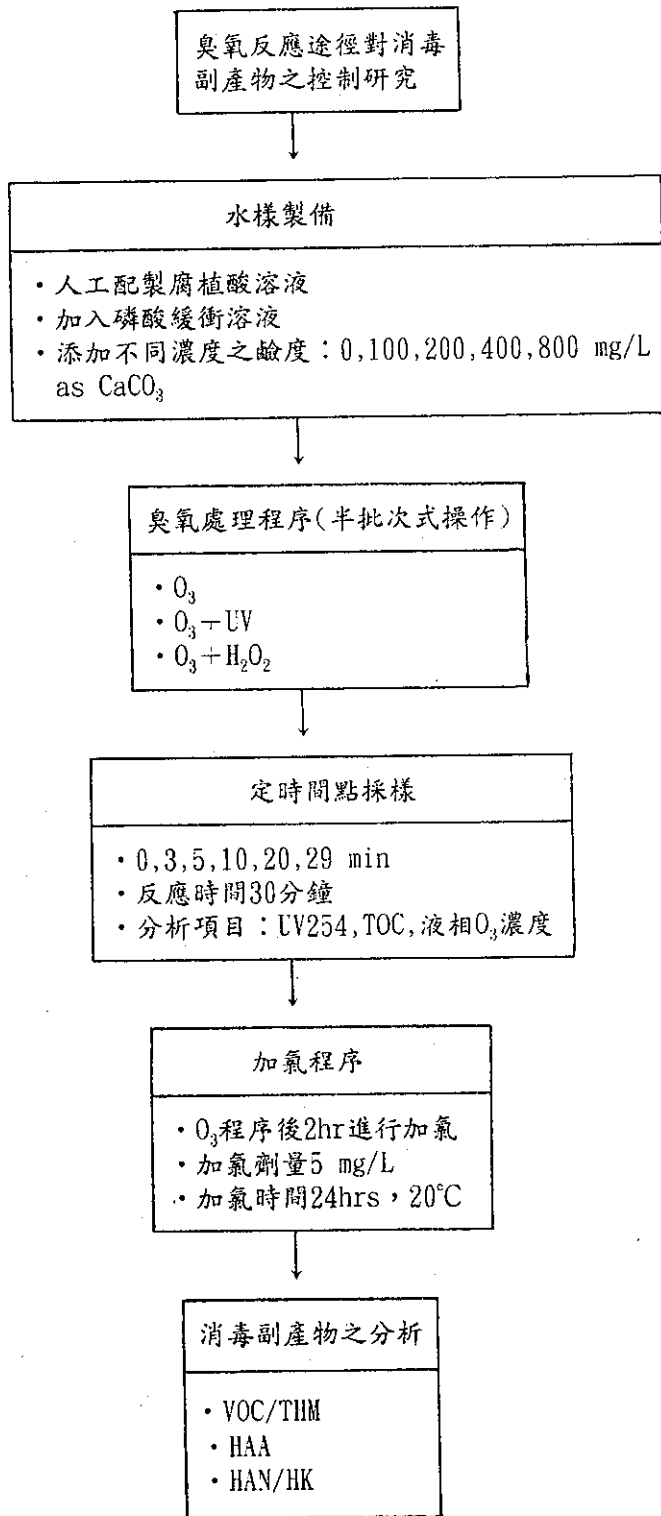 臭氧反應途徑對消毒
副產物之控制研究
水樣製備
・人工配製腐植酸溶液
・加入磷酸緩衝溶液
・添加不同濃度之鹼度：0,100,200,400,800 mg/L
as CaCO₃
臭氧處理程序(半批次式操作)
・O₃
・O₃+UV
・O₃+H₂O₂
定時間點採樣
・0,3,5,10,20,29 min
・反應時間30分鐘
・分析項目：UV254,TOC,液相O₃濃度
加氯程序
・O₃程序後2hr進行加氯
・加氯劑量5 mg/L
・加氯時間24hrs，20℃
消毒副產物之分析
・VOC/THM
・HAA
・HAN/HK